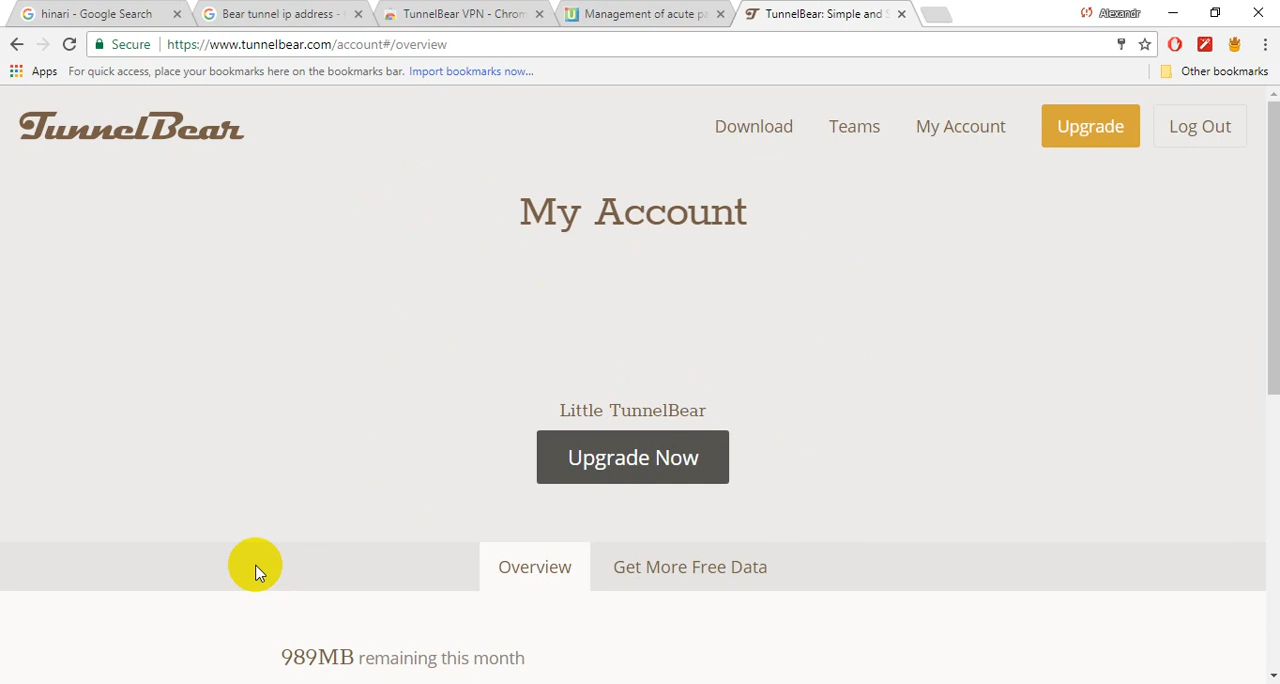 hinari - Google Search
Bear tunnel ip address -
TunnelBear VPN - Chrom
Management of acute pa
TunnelBear: Simple and S
Alexandr
Secure https://www.tunnelbear.com/account#/overview
Apps For quick access, place your bookmarks here on the bookmarks bar. Import bookmarks now... Other bookmarks
TunnelBear Download Teams My Account Upgrade Log Out
My Account
Little TunnelBear
Upgrade Now
Overview Get More Free Data
989MB remaining this month